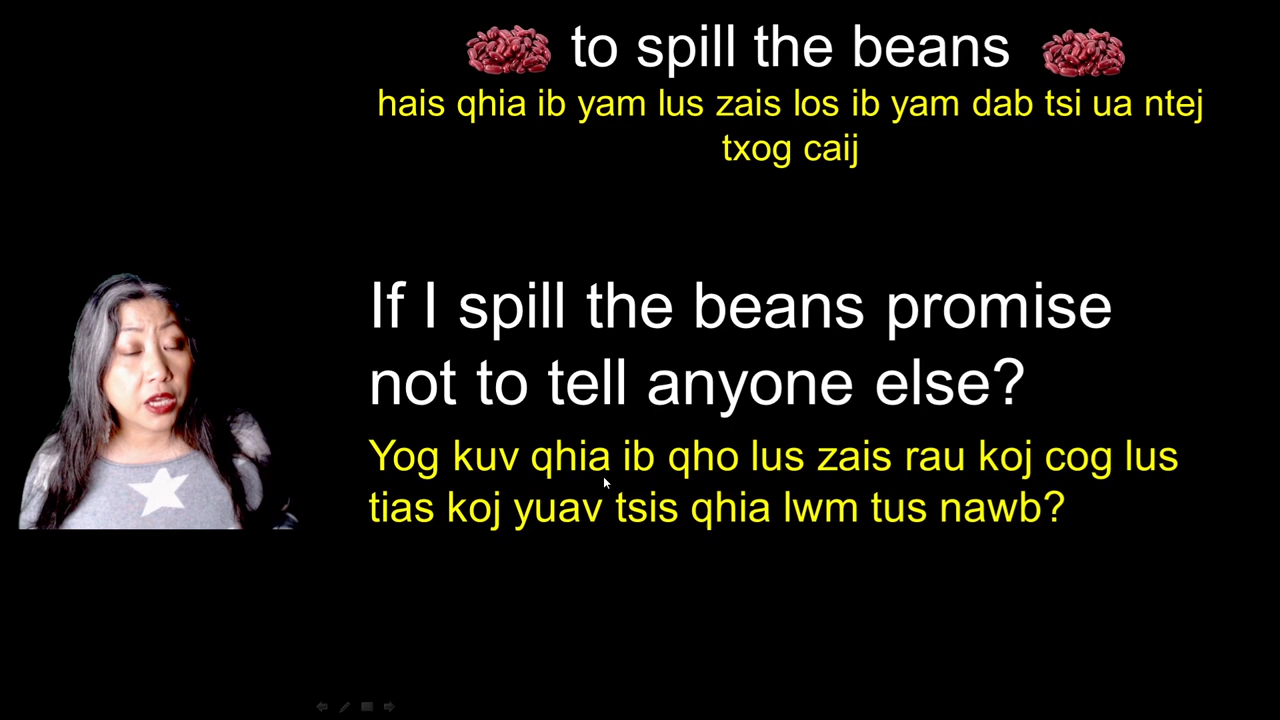 to spill the beans
hais qhia ib yam lus zais los ib yam dab tsi ua ntej
txog caij
If I spill the beans promise
not to tell anyone else?
Yog kuv qhia ib qho lus zais rau koj cog lus
tias koj yuav tsis qhia lwm tus nawb?